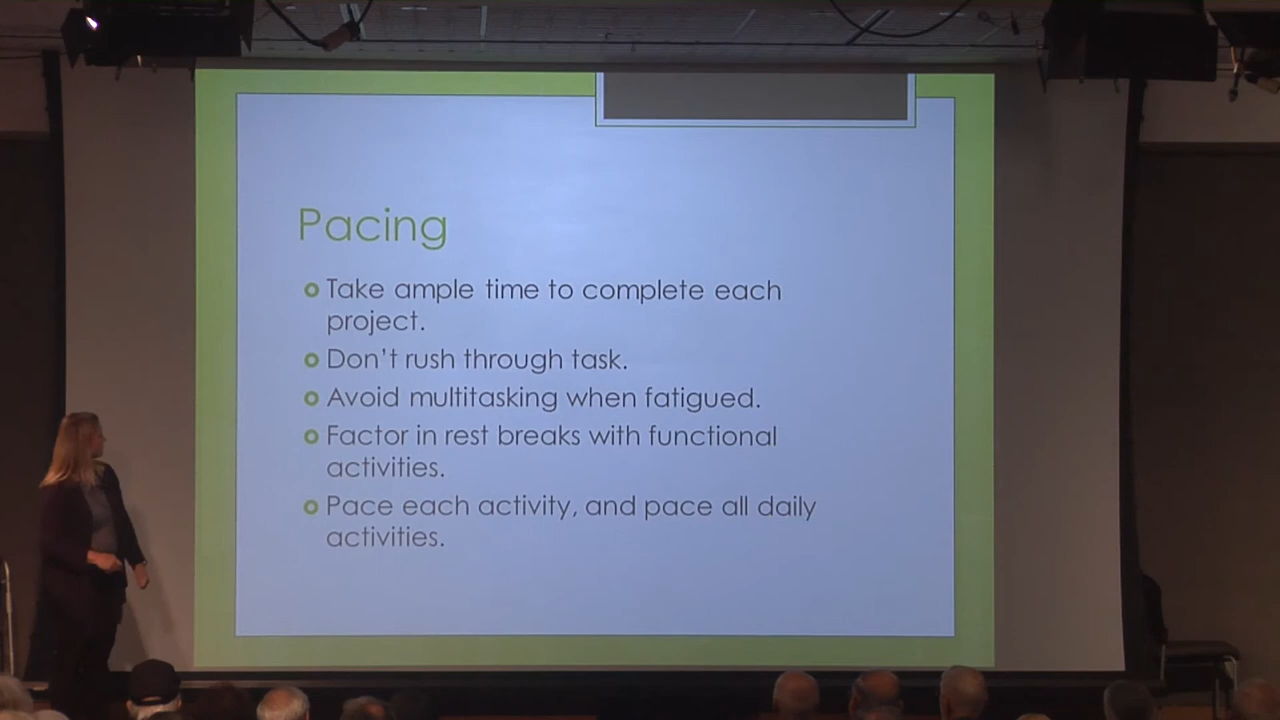 Pacing
Take ample time to complete each
project.
Don't rush through task.
Avoid multitasking when fatigued.
Factor in rest breaks with functional
activities.
Pace each activity, and pace all daily
activities.